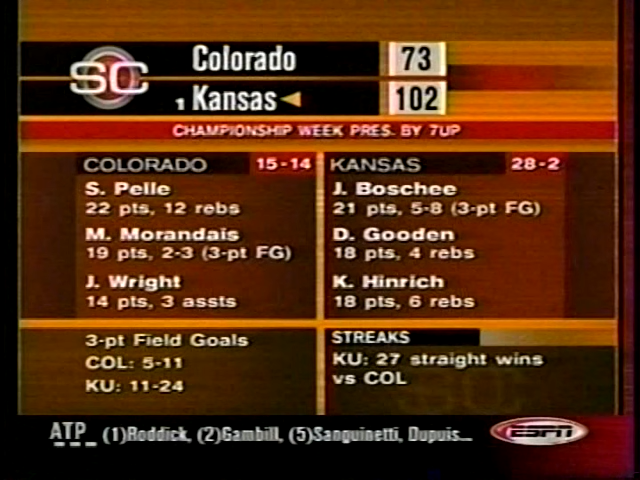 SC
Colorado 73
1 Kansas 102
CHAMPIONSHIP WEEK PRES. BY 7UP
COLORADO 15-14
S. Pelle
22 pts, 12 rebs
M. Morandais
19 pts, 2-3 (3-pt FG)
J. Wright
14 pts, 3 assts
KANSAS 28-2
J. Boschee
21 pts, 5-8 (3-pt FG)
D. Gooden
18 pts, 4 rebs
K. Hinrich
18 pts, 6 rebs
3-pt Field Goals
COL: 5-11
KU: 11-24
STREAKS
KU: 27 straight wins
vs COL
ATP_ (1)Roddick, (2)Gambill, (5)Sanguinetti, Dupuis...
ESPN